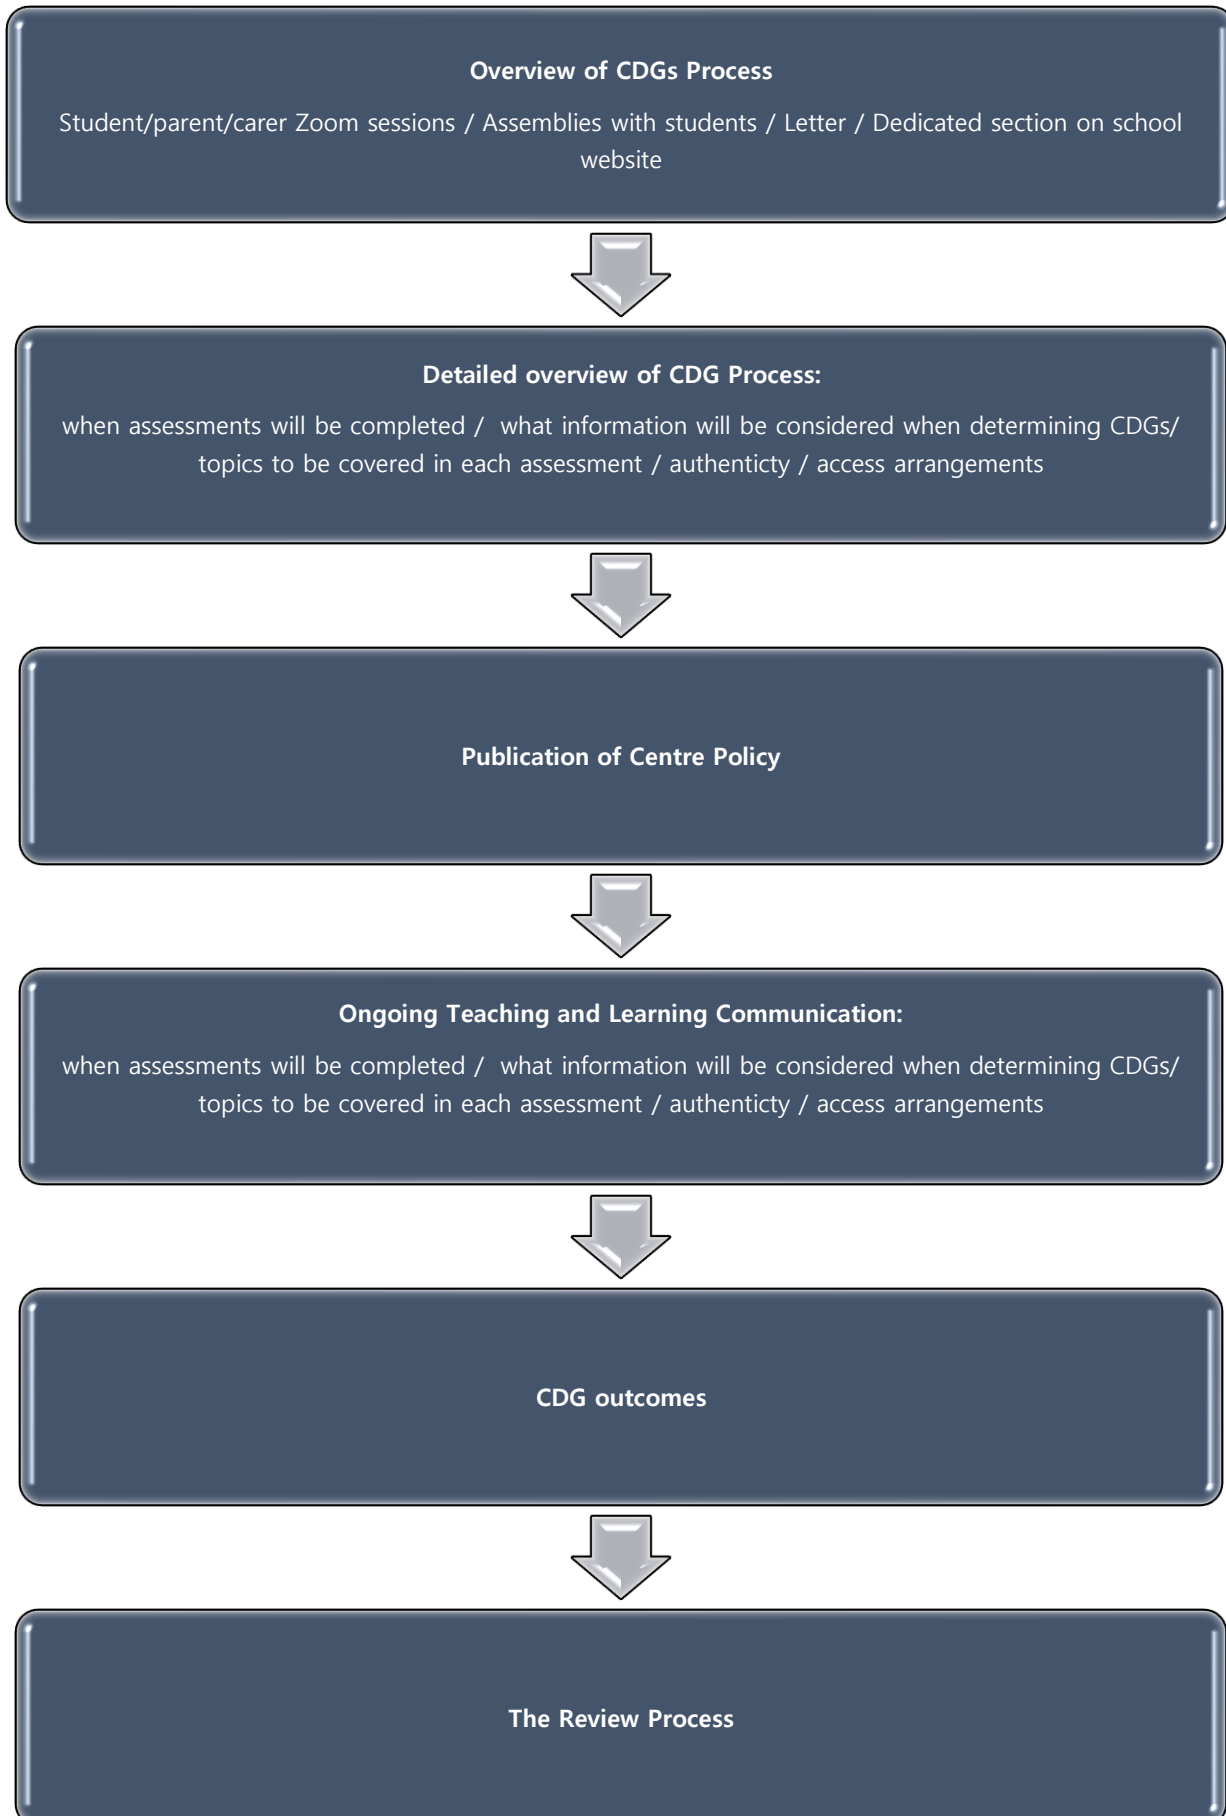 Overview of CDGs Process
Student/parent/carer Zoom sessions / Assemblies with students / Letter / Dedicated section on school
website
Detailed overview of CDG Process:
when assessments will be completed /  what information will be considered when determining CDGs/
topics to be covered in each assessment / authenticty / access arrangements
Publication of Centre Policy
Ongoing Teaching and Learning Communication:
when assessments will be completed /  what information will be considered when determining CDGs/
topics to be covered in each assessment / authenticty / access arrangements
CDG outcomes
The Review Process